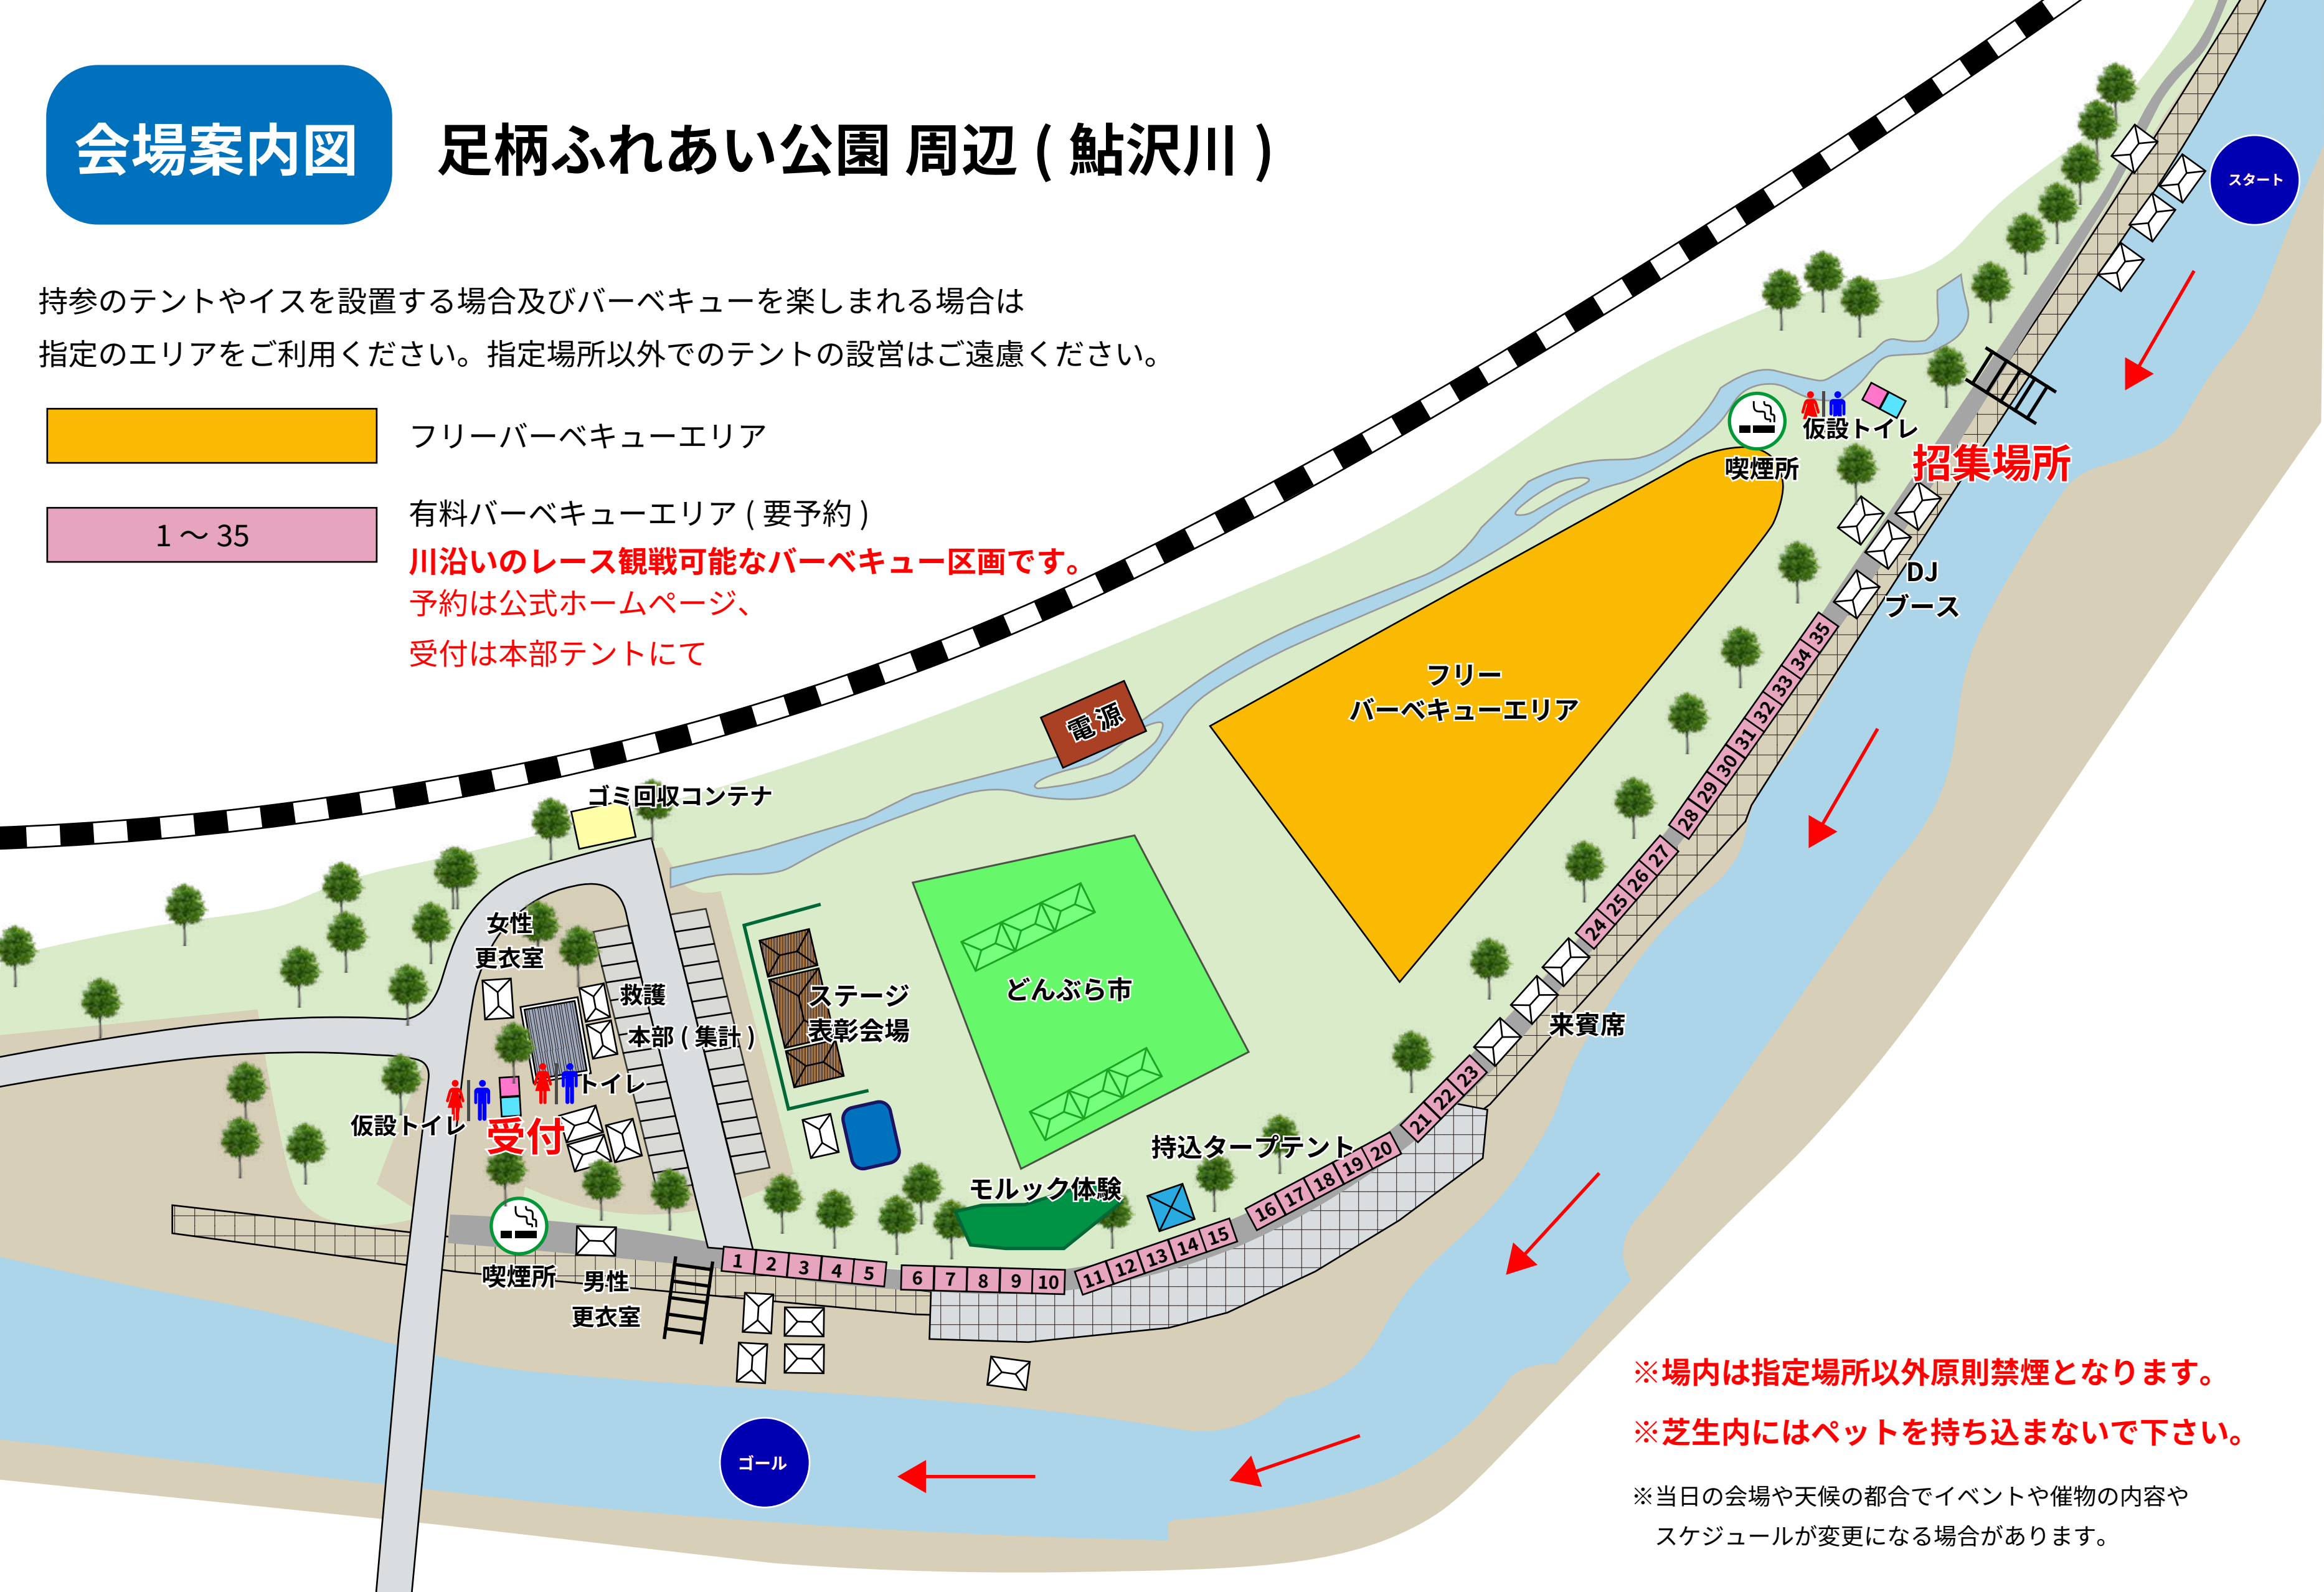 会場案内図
足柄ふれあい公園 周辺 ( 鮎沢川 )
持参のテントやイスを設置する場合及びバーベキューを楽しまれる場合は
指定のエリアをご利用ください。指定場所以外でのテントの設営はご遠慮ください。
フリーバーベキューエリア
1 〜 35
有料バーベキューエリア ( 要予約 )
川沿いのレース観戦可能なバーベキュー区画です。
予約は公式ホームページ、
受付は本部テントにて
スタート
仮設トイレ
喫煙所
招集場所
DJ
ブース
フリー
バーベキューエリア
電 源
ゴミ回収コンテナ
女性
更衣室
救護
本部 ( 集計 )
トイレ
仮設トイレ
受付
ステージ
表彰会場
どんぶら市
来賓席
持込タープテント
モルック体験
喫煙所
男性
更衣室
1 2 3 4 5
6 7 8 9 10
11 12 13 14 15
16 17 18 19 20
21 22 23
24 25 26 27
28 29 30 31 32 33 34 35
ゴール
※場内は指定場所以外原則禁煙となります。
※芝生内にはペットを持ち込まないで下さい。
※当日の会場や天候の都合でイベントや催物の内容や
スケジュールが変更になる場合があります。